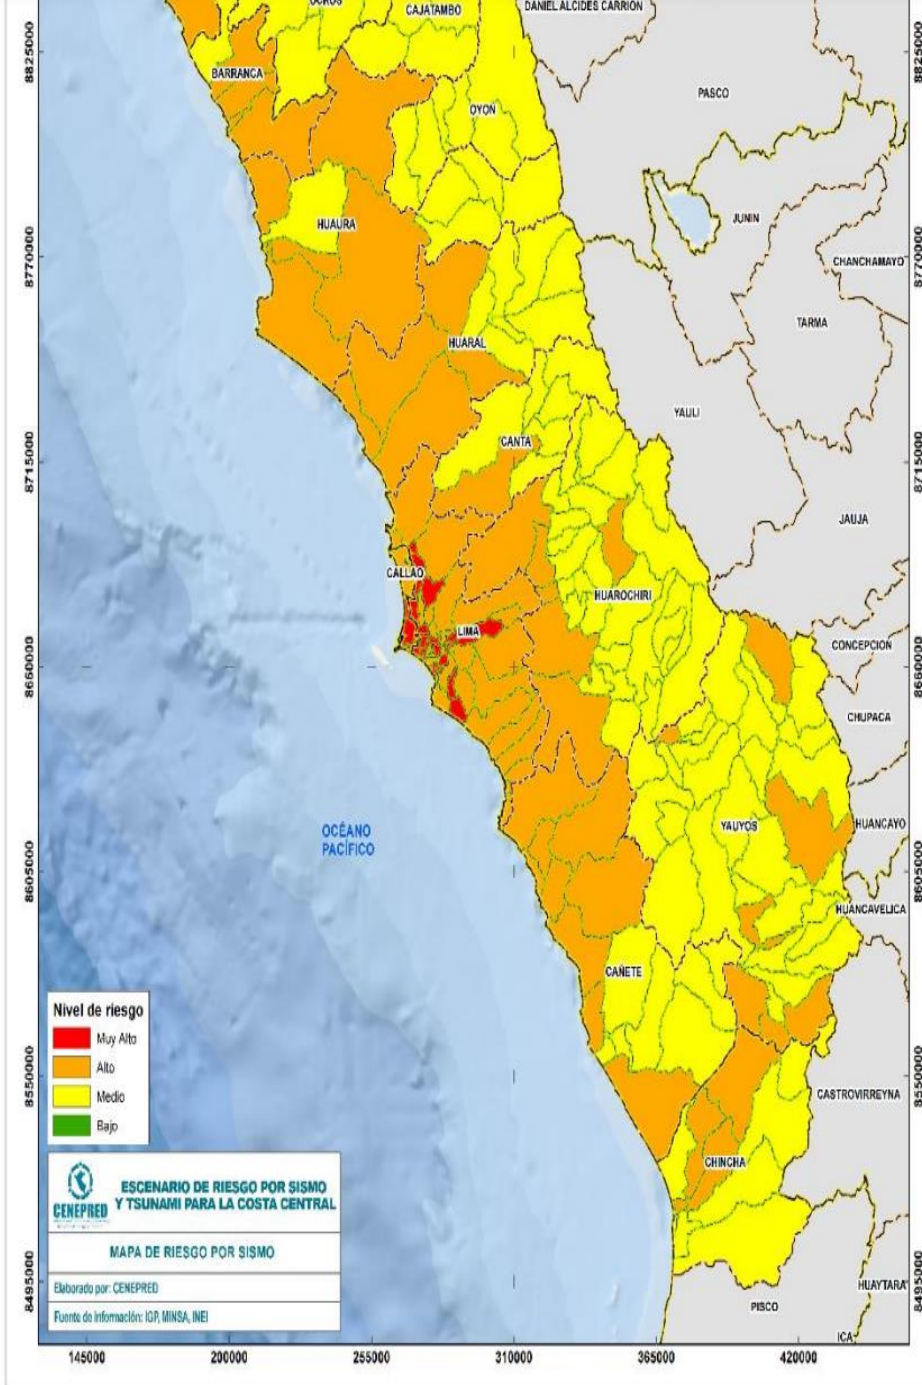 OCROS
CAJATAMBO
DANIEL ALCIDES CARRION
BARRANCA
OYON
PASCO
HUAURA
JUNIN
CHANCHAMAYO
TARMA
HUARAL
YAULI
CANTA
JAUJA
CALLAO
HUAROCHIRI
LIMA
CONCEPCION
CHUPACA
OCÉANO
PACÍFICO
YAUYOS
HUANCAYO
HUANCAVELICA
CAÑETE
CASTROVIRREYNA
CHINCHA
PISCO
HUAYTARA
ICA
8825000
8770000
8715000
8660000
8605000
8550000
8495000
8825000
8770000
8715000
8660000
8605000
8550000
8495000
Nivel de riesgo
Muy Alto
Alto
Medio
Bajo
CENEPRED
ESCENARIO DE RIESGO POR SISMO
Y TSUNAMI PARA LA COSTA CENTRAL
MAPA DE RIESGO POR SISMO
Elaborado por: CENEPRED
Fuente de información: IGP, MINSA, INEI
145000
200000
255000
310000
365000
420000